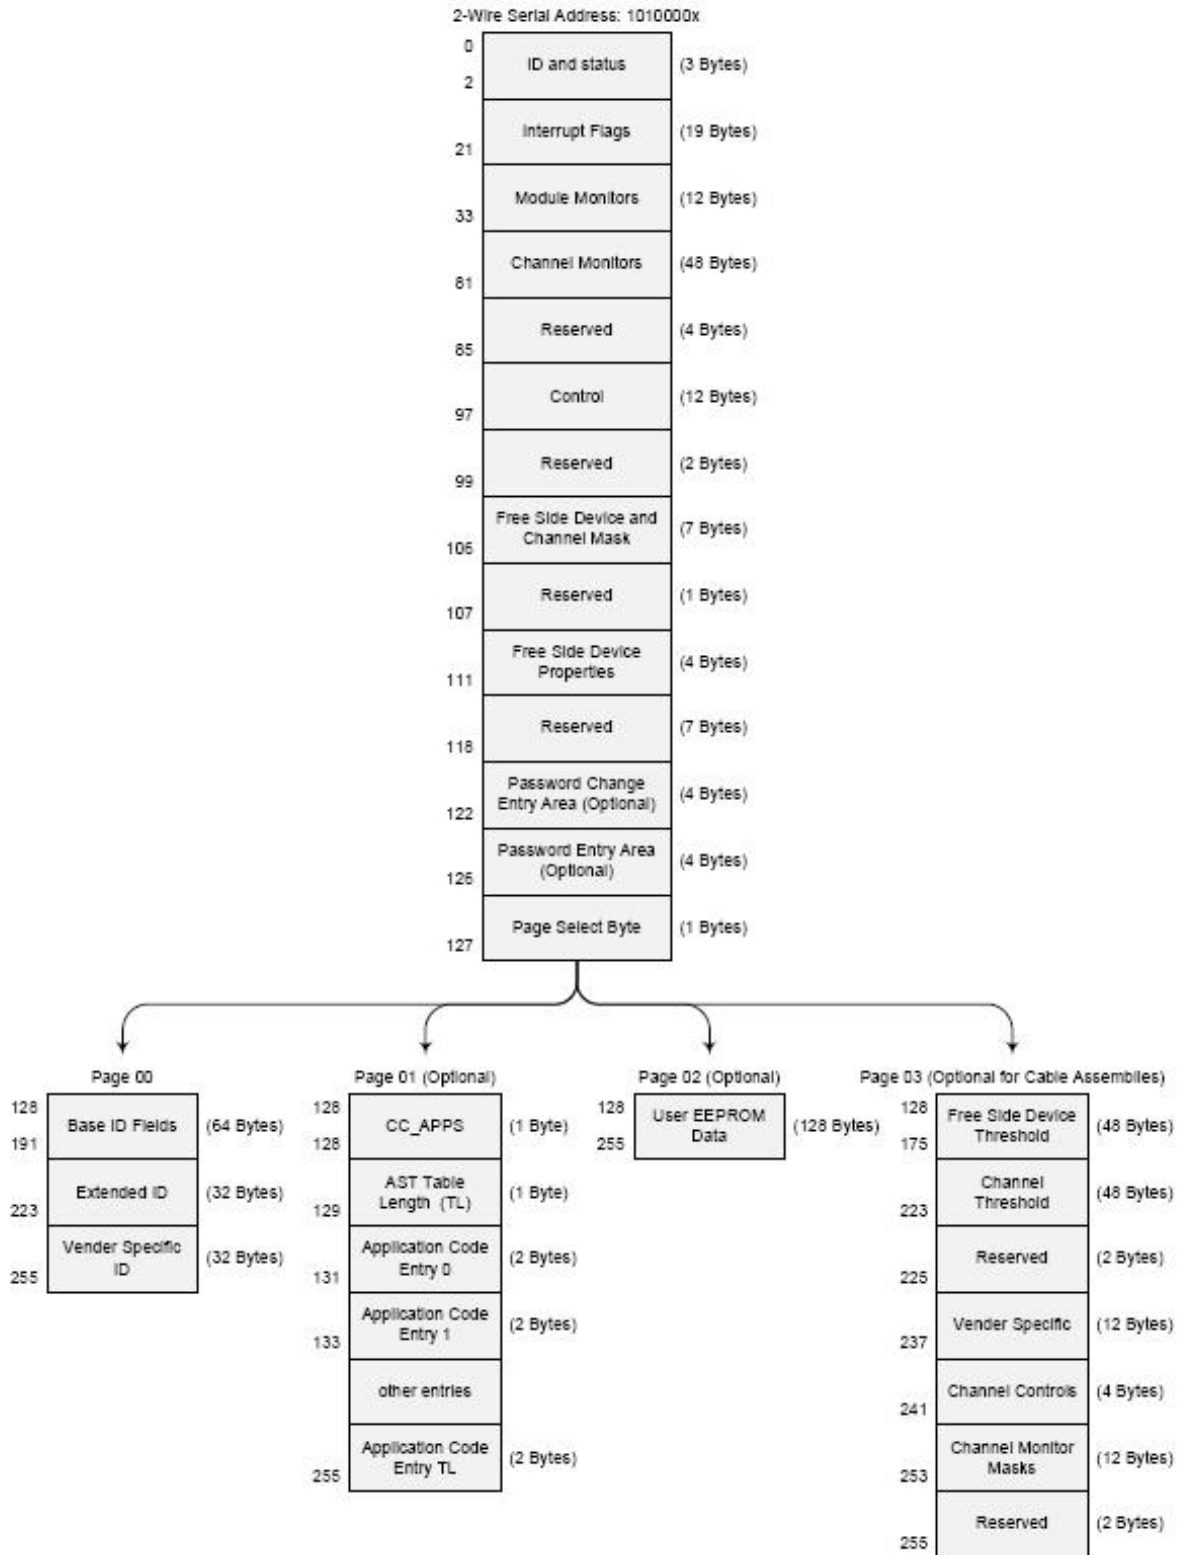 2-Wire Serial Address: 1010000x
0
ID and status
(3 Bytes)
2
Interrupt Flags
(19 Bytes)
21
Module Monitors
(12 Bytes)
33
Channel Monitors
(48 Bytes)
81
Reserved
(4 Bytes)
85
Control
(12 Bytes)
97
Reserved
(2 Bytes)
99
Free Side Device and
Channel Mask
(7 Bytes)
106
Reserved
(1 Bytes)
107
Free Side Device
Properties
(4 Bytes)
111
Reserved
(7 Bytes)
118
Password Change
Entry Area (Optional)
(4 Bytes)
122
Password Entry Area
(Optional)
(4 Bytes)
126
Page Select Byte
(1 Bytes)
127
Page 00
128
Base ID Fields
(64 Bytes)
191
Extended ID
(32 Bytes)
223
Vender Specific
ID
(32 Bytes)
255
Page 01 (Optional)
128
CC_APPS
(1 Byte)
128
AST Table
Length (TL)
(1 Byte)
129
Application Code
Entry 0
(2 Bytes)
131
Application Code
Entry 1
(2 Bytes)
133
other entries
Application Code
Entry TL
(2 Bytes)
255
Page 02 (Optional)
128
User EEPROM
Data
(128 Bytes)
255
Page 03 (Optional for Cable Assemblies)
128
Free Side Device
Threshold
(48 Bytes)
175
Channel
Threshold
(48 Bytes)
223
Reserved
(2 Bytes)
225
Vender Specific
(12 Bytes)
237
Channel Controls
(4 Bytes)
241
Channel Monitor
Masks
(12 Bytes)
253
Reserved
(2 Bytes)
255